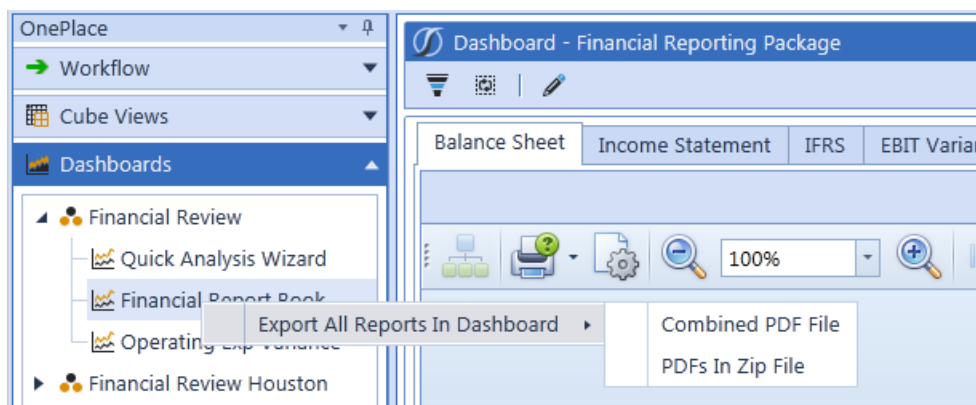 OnePlace
Workflow
Cube Views
Dashboards
Financial Review
Quick Analysis Wizard
Financial Report Book
Operating Exp Variance
Financial Review Houston
Dashboard - Financial Reporting Package
Balance Sheet
Income Statement
IFRS
EBIT Varian
100%
Export All Reports In Dashboard
Combined PDF File
PDFs In Zip File